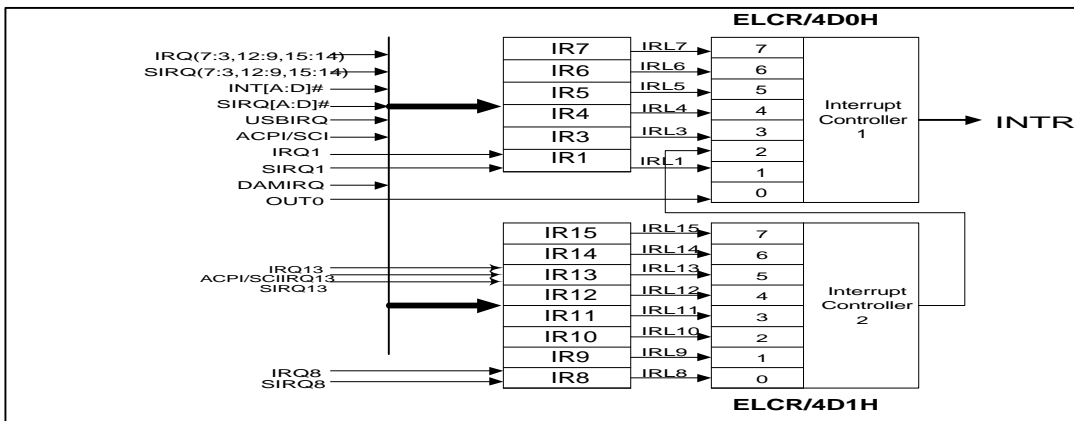 ELCR/4D0H
IRQ(7:3,12:9,15:14)
SIRQ(7:3,12:9,15:14)
INT[A:D]#
SIRQ[A:D]#
USBIRQ
ACPI/SCI
IRQ1
SIRQ1
DAMIRQ
OUT0
IR7
IR6
IR5
IR4
IR3
IR1
IRL7
IRL6
IRL5
IRL4
IRL3
IRL1
7
6
5
4
3
2
1
0
Interrupt
Controller
1
INTR
IRQ13
ACPI/SCIIRQ13
SIRQ13
IRQ8
SIRQ8
IR15
IR14
IR13
IR12
IR11
IR10
IR9
IR8
IRL15
IRL14
IRL13
IRL12
IRL11
IRL10
IRL9
IRL8
7
6
5
4
3
2
1
0
Interrupt
Controller
2
ELCR/4D1H